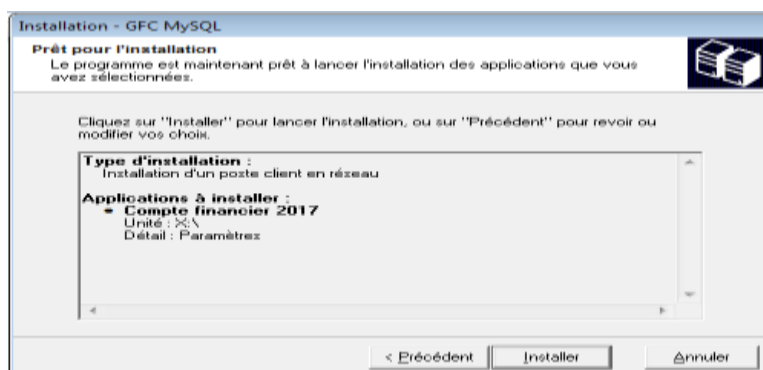 Installation - GFC MySQL
Prêt pour l'installation
Le programme est maintenant prêt à lancer l'installation des applications que vous
avez sélectionnées.
Cliquez sur "Installer" pour lancer l'installation, ou sur "Précédent" pour revoir ou
modifier vos choix.
Type d'installation :
Installation d'un poste client en réseau
Applications à installer :
Compte financier 2017
Unité : X:\
Détail : Paramètres
< Précédent
Installer
Annuler